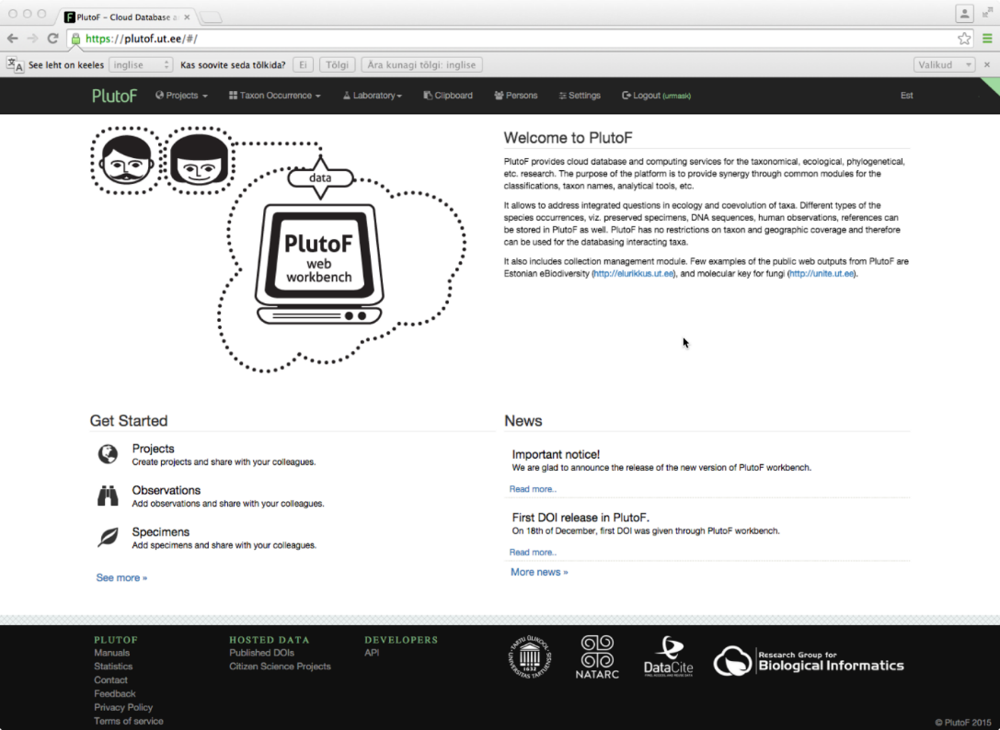 PlutoF – Cloud Database a
https://plutof.ut.ee/#/
See leht on keeles inglise Kas soovite seda tõlkida? Ei Tõlgi Ära kunagi tõlgi: inglise Valikud
PlutoF Projects Taxon Occurrence Laboratory Clipboard Persons Settings Logout (urmask) Est
data
PlutoF
web
workbench
Welcome to PlutoF
PlutoF provides cloud database and computing services for the taxonomical, ecological, phylogenetical,
etc. research. The purpose of the platform is to provide synergy through common modules for the
classifications, taxon names, analytical tools, etc.
It allows to address integrated questions in ecology and coevolution of taxa. Different types of the
species occurrences, viz. preserved specimens, DNA sequences, human observations, references can
be stored in PlutoF as well. PlutoF has no restrictions on taxon and geographic coverage and therefore
can be used for the databasing interacting taxa.
It also includes collection management module. Few examples of the public web outputs from PlutoF are
Estonian eBiodiversity (http://elurikkus.ut.ee), and molecular key for fungi (http://unite.ut.ee).
Get Started
Projects
Create projects and share with your colleagues.
Observations
Add observations and share with your colleagues.
Specimens
Add specimens and share with your colleagues.
See more »
News
Important notice!
We are glad to announce the release of the new version of PlutoF workbench.
Read more..
First DOI release in PlutoF.
On 18th of December, first DOI was given through PlutoF workbench.
Read more..
More news »
PLUTOF
Manuals
Statistics
Contact
Feedback
Privacy Policy
Terms of service
HOSTED DATA
Published DOIs
Citizen Science Projects
DEVELOPERS
API
TARTU ÜLIKOOL
UNIVERSITAS TARTUENSIS
1632
NATARC
DataCite
FIND, ACCESS, AND REUSE DATA
Research Group for
Biological Informatics
© PlutoF 2015